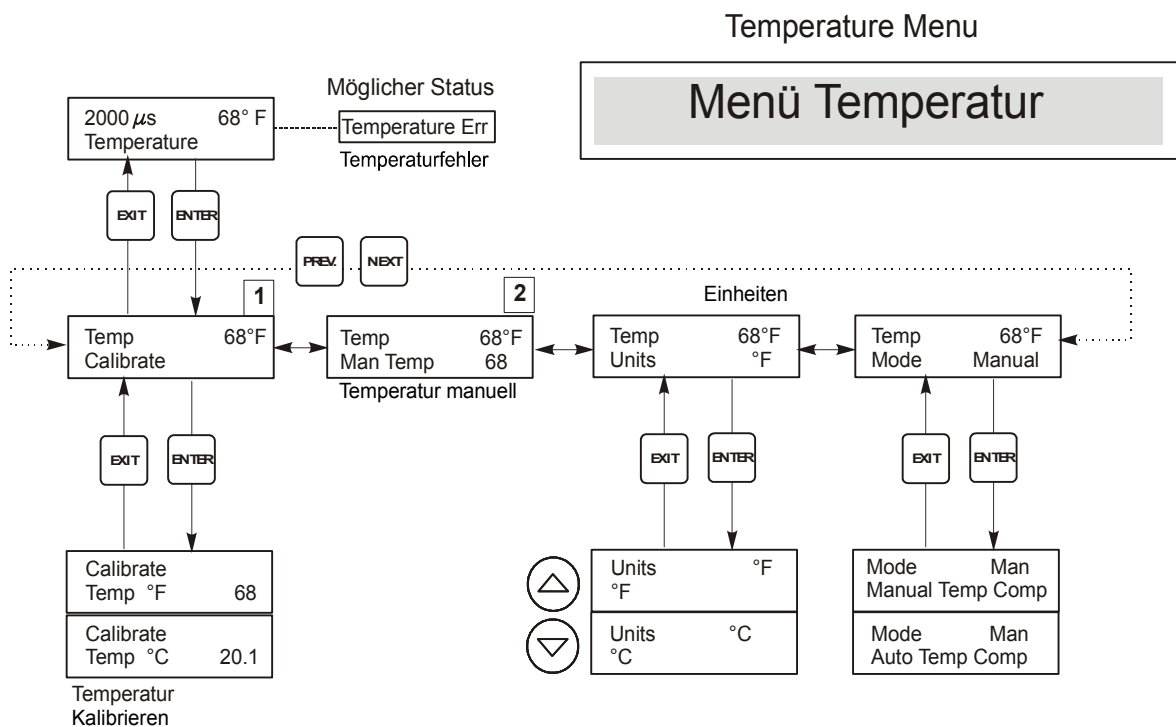 Temperature Menu
Menü Temperatur
Möglicher Status
2000 µs 68° F
Temperature
Temperature Err
Temperaturfehler
EXIT
ENTER
PREV.
NEXT
1
2
Einheiten
Temp 68°F
Calibrate
Temp 68°F
Man Temp 68
Temperatur manuell
Temp 68°F
Units °F
Temp 68°F
Mode Manual
EXIT
ENTER
EXIT
ENTER
EXIT
ENTER
Calibrate
Temp °F 68
Calibrate
Temp °C 20.1
Temperatur
Kalibrieren
Units °F
°F
Units °C
°C
Mode Man
Manual Temp Comp
Mode Man
Auto Temp Comp